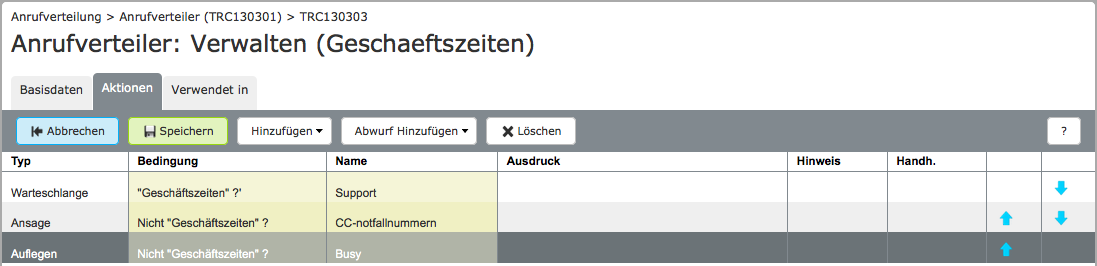 Anrufverteilung > Anrufverteiler (TRC130301) > TRC130303
Anrufverteiler: Verwalten (Geschaeftszeiten)
Basisdaten Aktionen Verwendet in
Abbrechen Speichern Hinzufügen Abwurf Hinzufügen Löschen ?
Typ Bedingung Name Ausdruck Hinweis Handh.
Warteschlange "Geschäftszeiten" ?' Support
Ansage Nicht "Geschäftszeiten" ? CC-notfallnummern
Auflegen Nicht "Geschäftszeiten" ? Busy